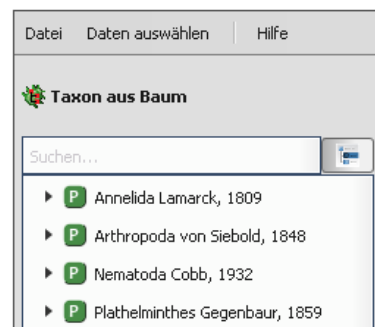 Datei Daten auswählen Hilfe
Taxon aus Baum
Suchen...
P Annelida Lamarck, 1809
P Arthropoda von Siebold, 1848
P Nematoda Cobb, 1932
P Plathelminthes Gegenbaur, 1859